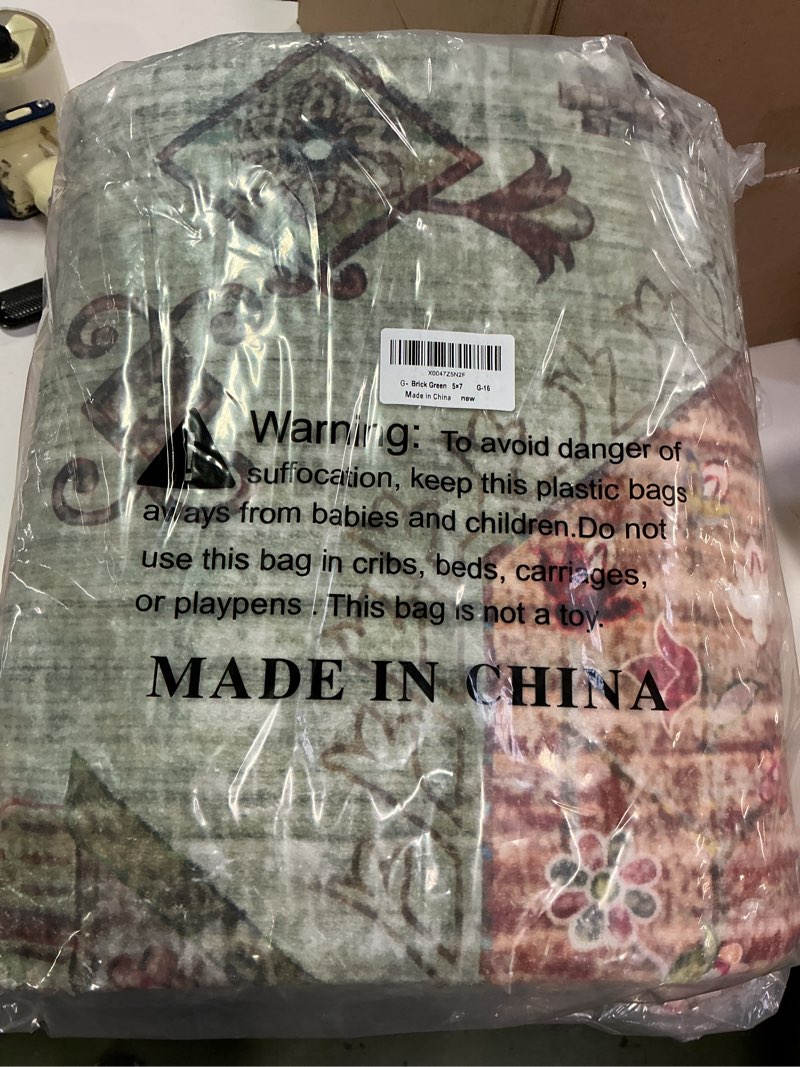 X0047Z5N2F
G- Brick Green 5×7 G-16
Made in China new
Warning: To avoid danger of
suffocation, keep this plastic bags
aways from babies and children.Do not
use this bag in cribs, beds, carriages,
or playpens . This bag is not a toy.
MADE IN CHINA